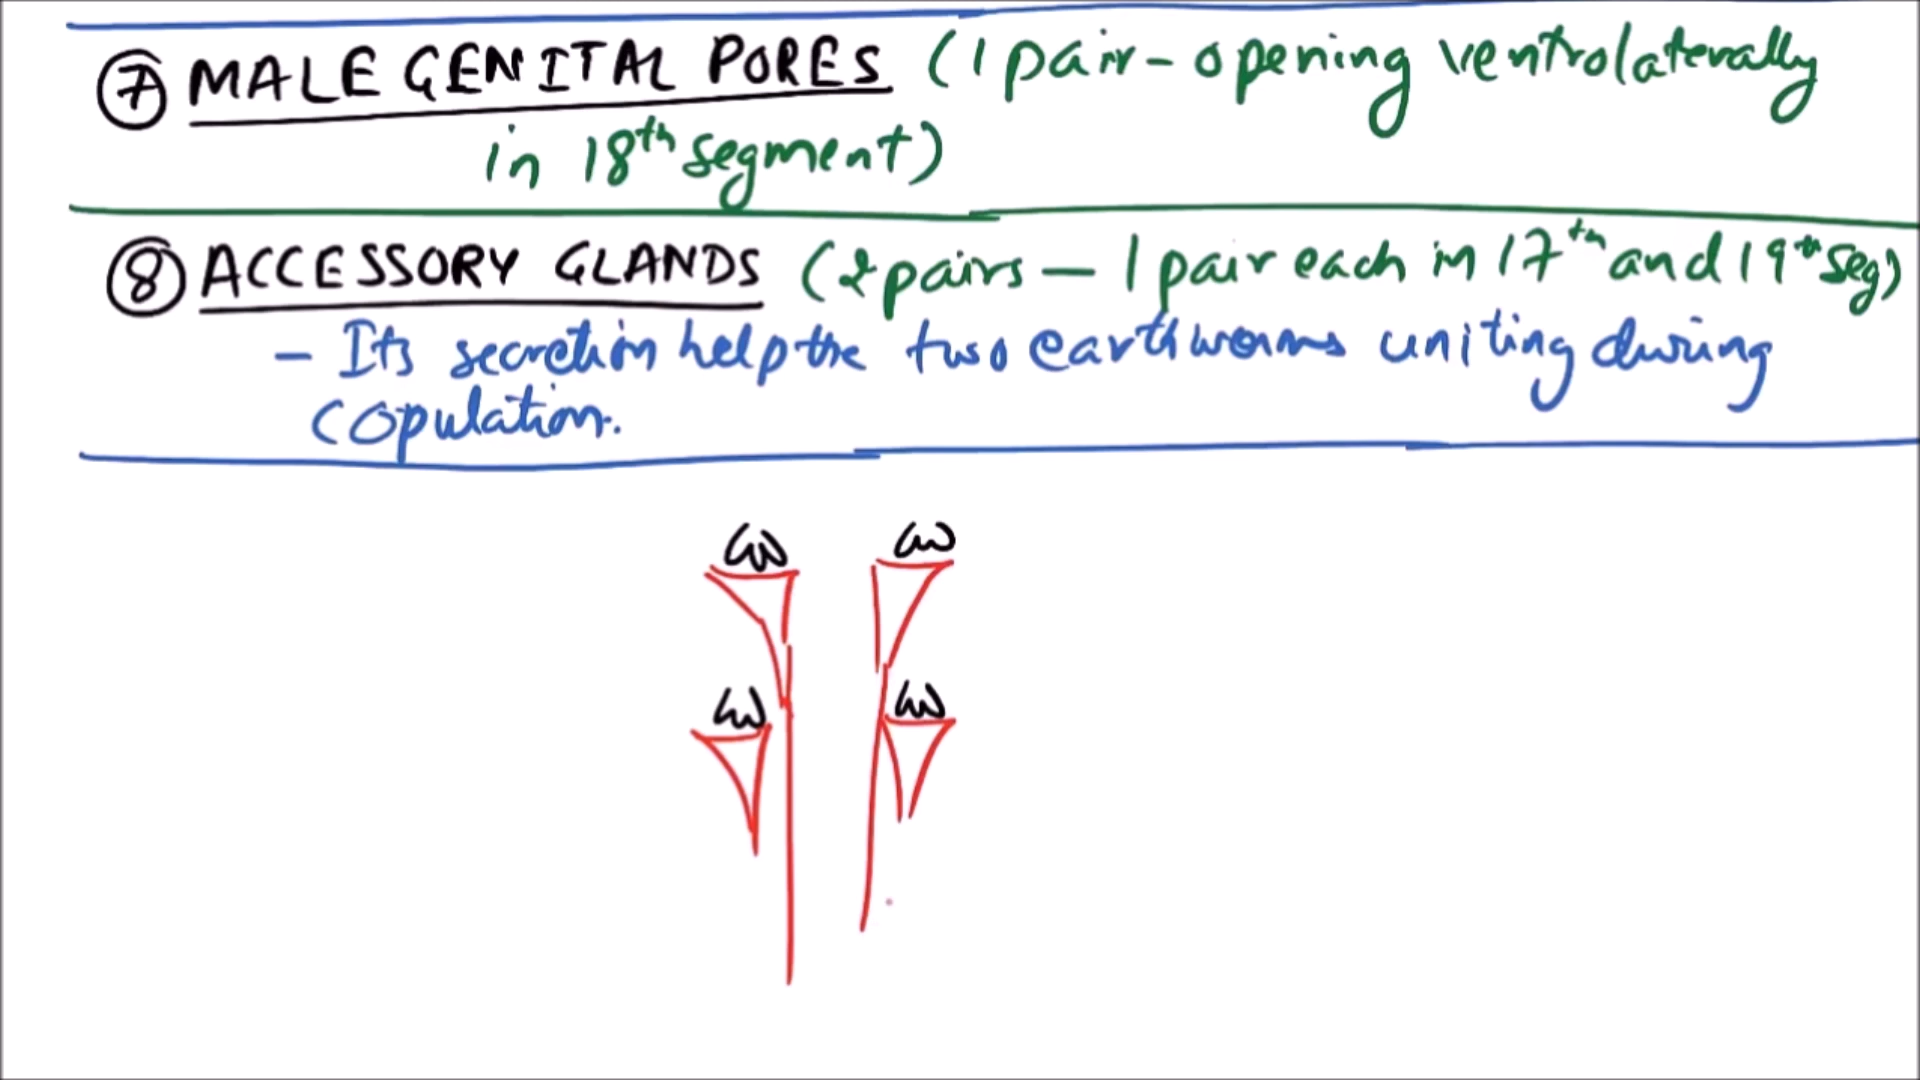 7 MALE GENITAL PORES (1 pair - opening ventrolaterally
in 18th segment)
8 ACCESSORY GLANDS (2 pairs — 1 pair each in 17th and 19th seg)
- Its secretion help the two earthworms uniting during
copulation.